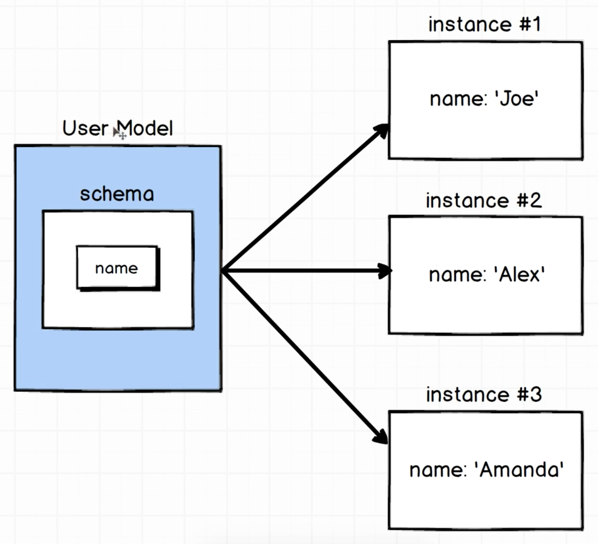 User Model
schema
name
instance #1
name: 'Joe'
instance #2
name: 'Alex'
instance #3
name: 'Amanda'